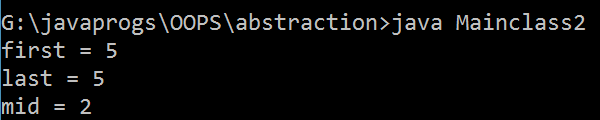 G:\javaprogs\OOPS\abstraction>java Mainclass2
first = 5
last = 5
mid = 2